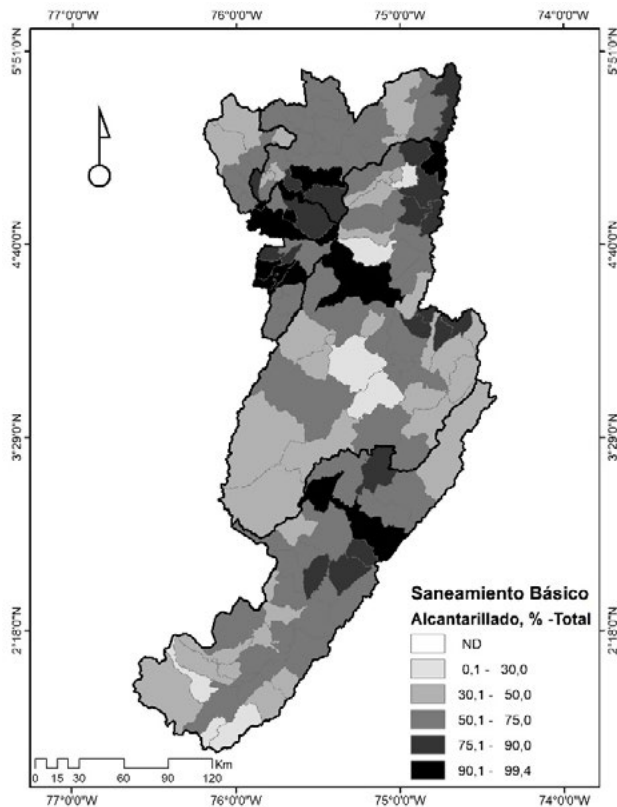 77°0'0"W 76°0'0"W 75°0'0"W 74°0'0"W
5°51'0"N 5°51'0"N
4°40'0"N 4°40'0"N
3°29'0"N 3°29'0"N
2°18'0"N 2°18'0"N
Saneamiento Básico
Alcantarillado, % -Total
ND
0,1 - 30,0
30,1 - 50,0
50,1 - 75,0
75,1 - 90,0
90,1 - 99,4
Km
0 15 30 60 90 120
77°0'0"W 76°0'0"W 75°0'0"W 74°0'0"W